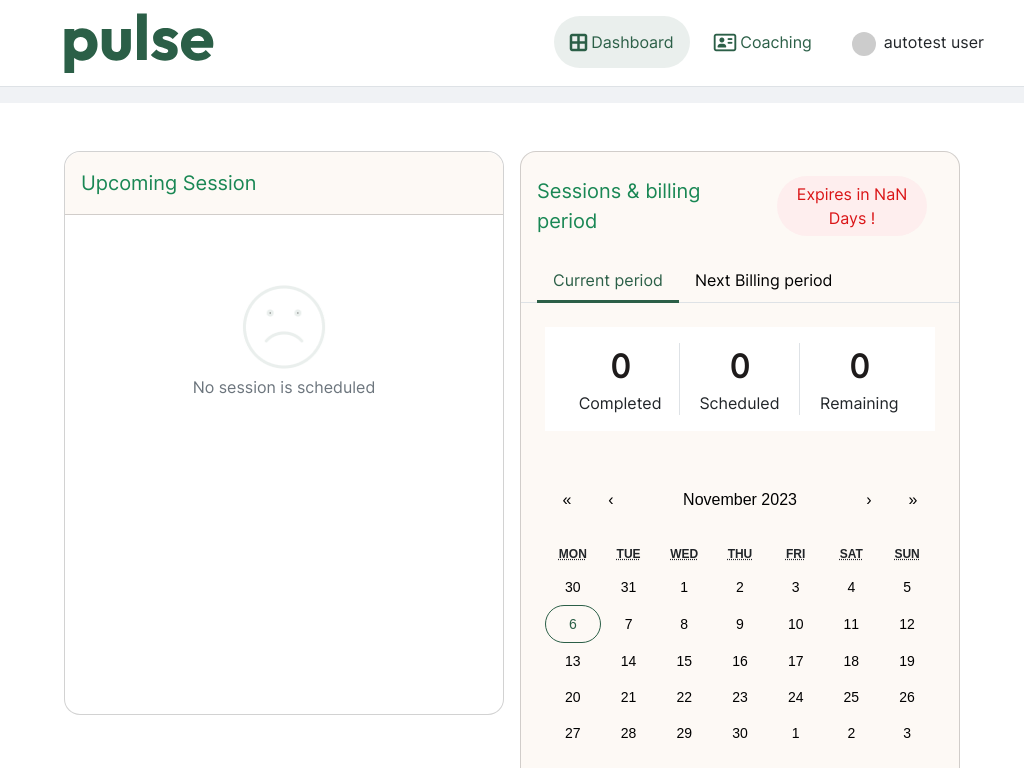 pulse
Dashboard
Coaching
autotest user
Upcoming Session
No session is scheduled
Sessions & billing
period
Expires in NaN
Days !
Current period
Next Billing period
0 0 0
Completed Scheduled Remaining
« ‹ November 2023 › »
MON TUE WED THU FRI SAT SUN
30 31 1 2 3 4 5
6 7 8 9 10 11 12
13 14 15 16 17 18 19
20 21 22 23 24 25 26
27 28 29 30 1 2 3